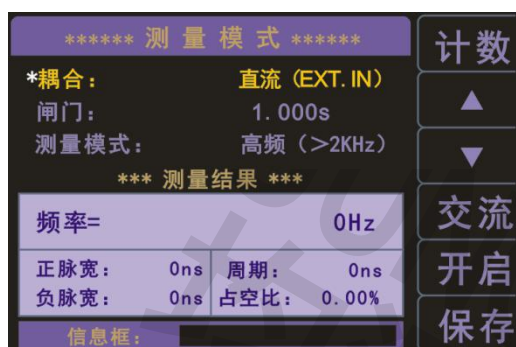 ****** 测 量 模 式 ******
*耦合： 直流（EXT. IN）
闸门： 1.000s
测量模式： 高频（>2KHz）
*** 测量结果 ***
频率= 0Hz
正脉宽： 0ns 周期： 0ns
负脉宽： 0ns 占空比： 0.00%
信息框：
计数
▲
▼
交流
开启
保存